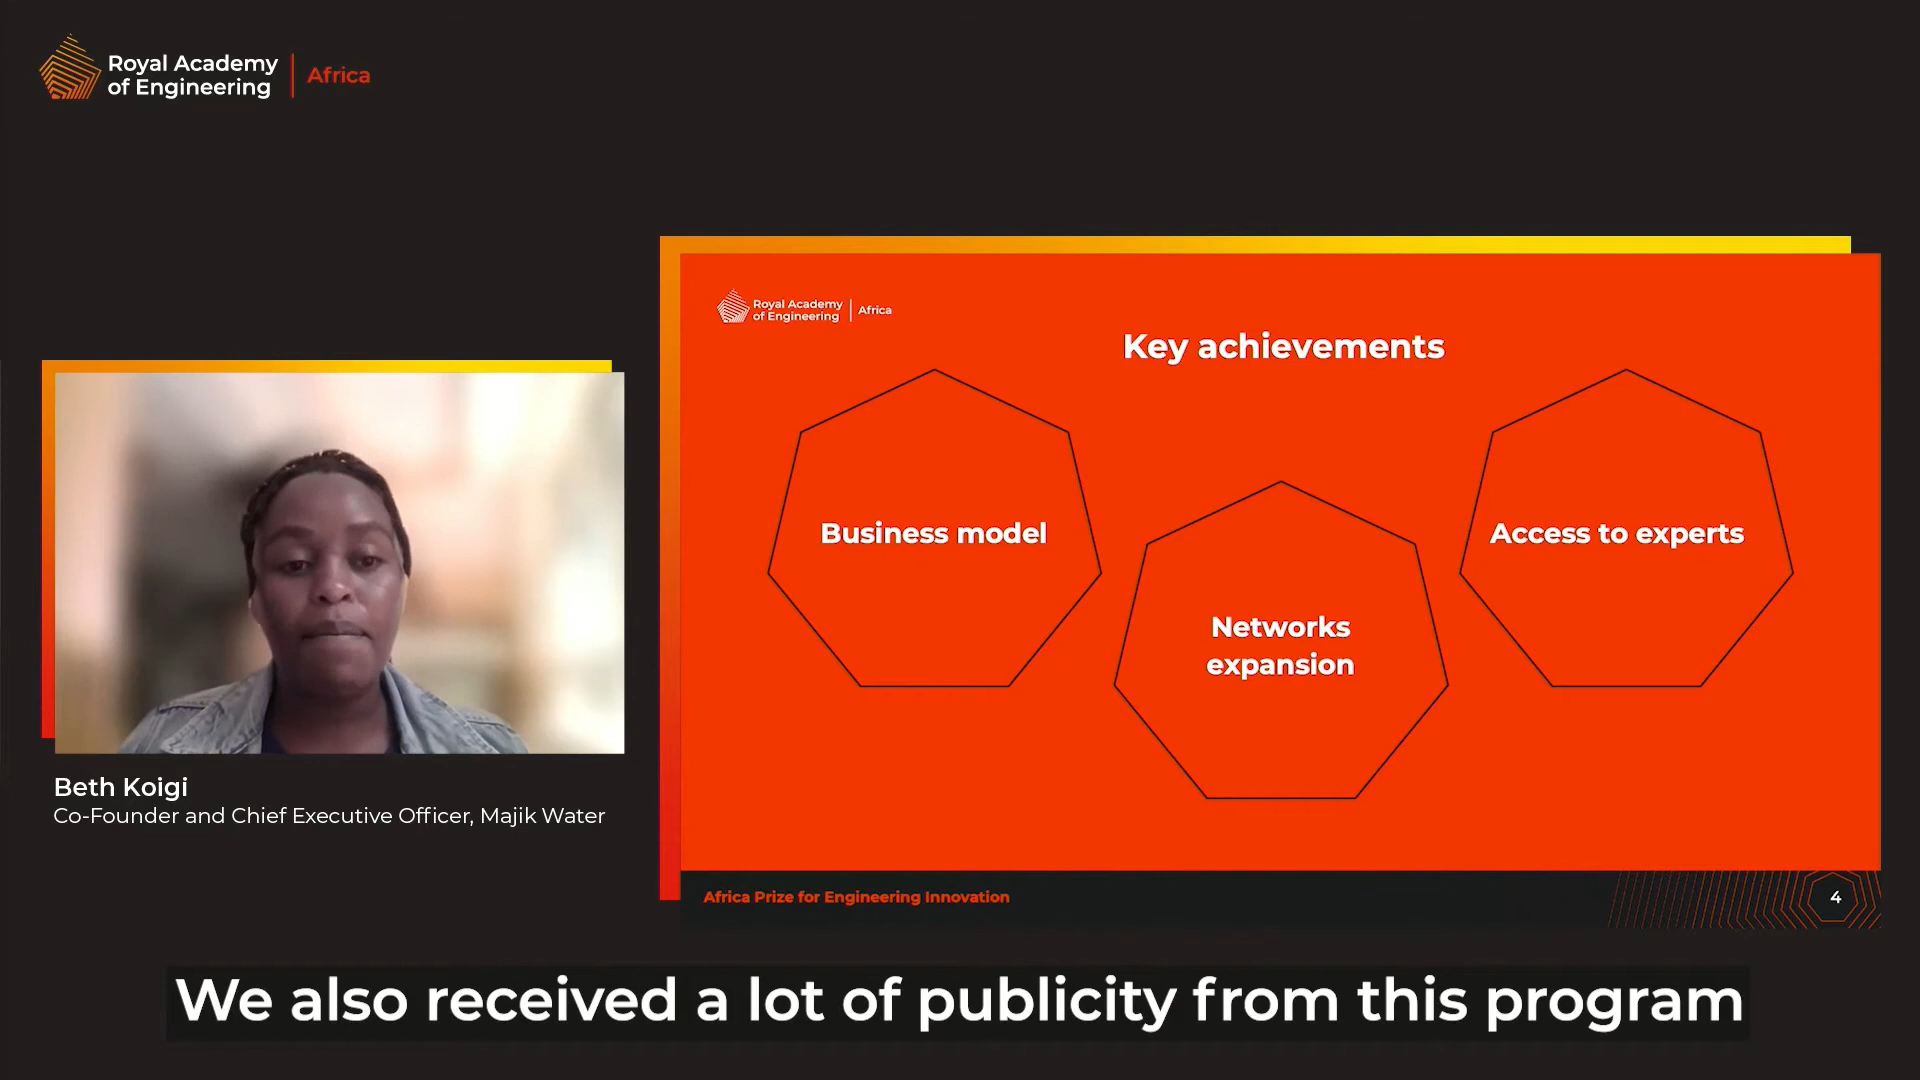 Royal Academy
of Engineering
Africa
Royal Academy
of Engineering
Africa
Key achievements
Business model
Networks
expansion
Access to experts
Africa Prize for Engineering Innovation
4
Beth Koigi
Co-Founder and Chief Executive Officer, Majik Water
We also received a lot of publicity from this program